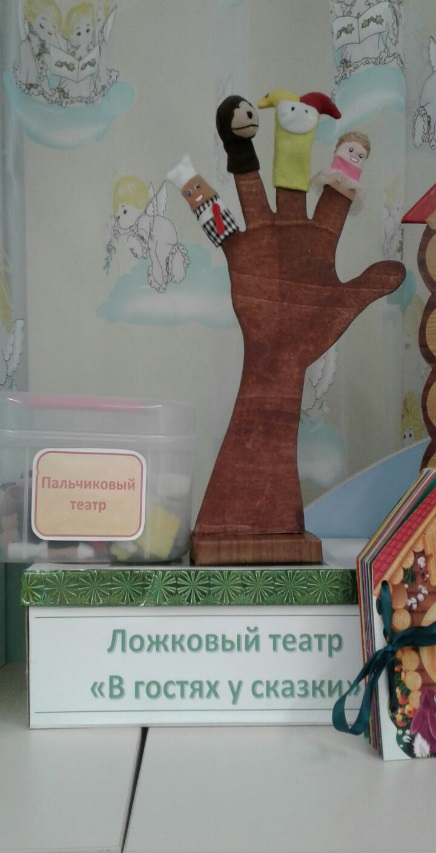 Пальчиковый
театр
Ложковый театр
«В гостях у сказки»